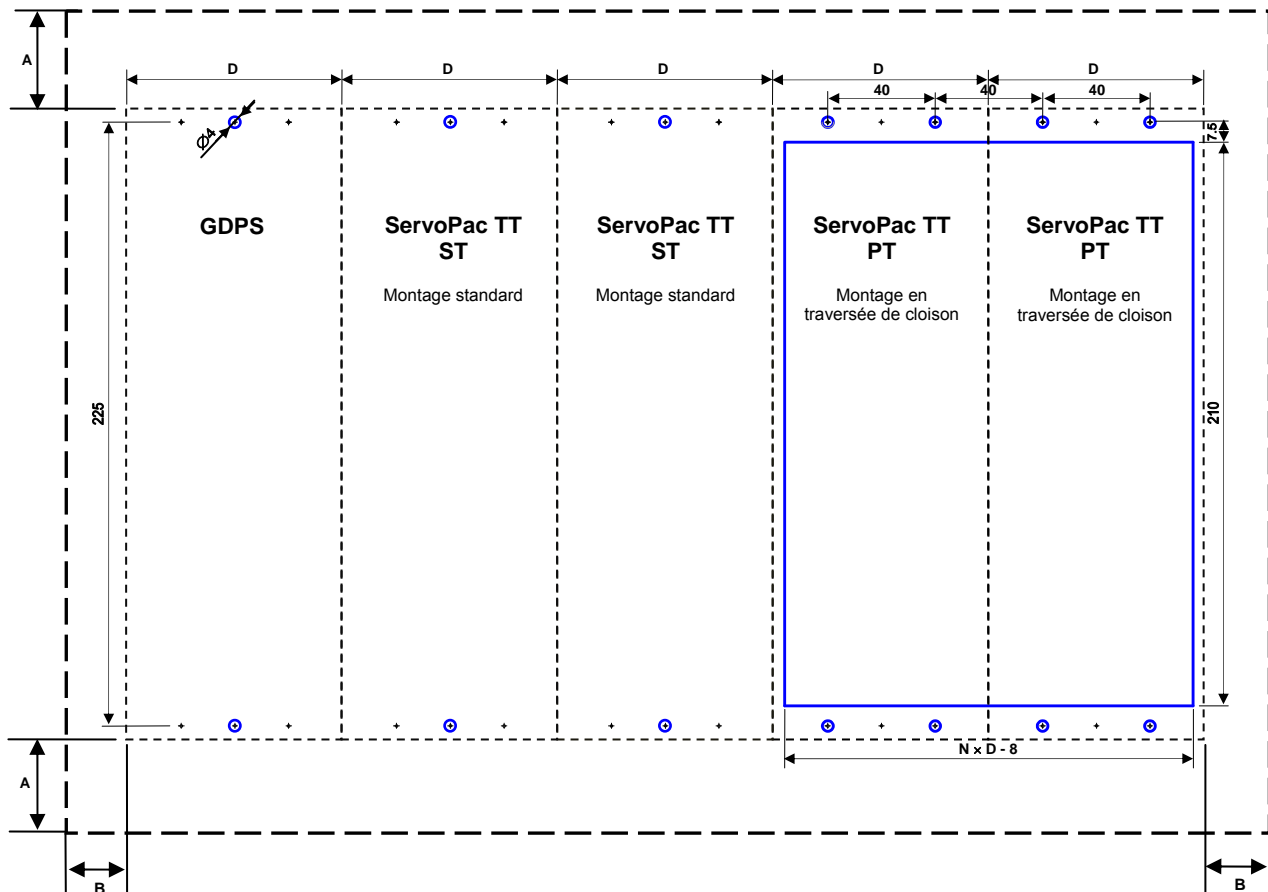 A
D
D
D
D
D
40
40
40
Ø4
7.5
GDPS
ServoPac TT
ST
Montage standard
ServoPac TT
ST
Montage standard
ServoPac TT
PT
Montage en
traversée de cloison
ServoPac TT
PT
Montage en
traversée de cloison
225
210
N × D - 8
A
B
B